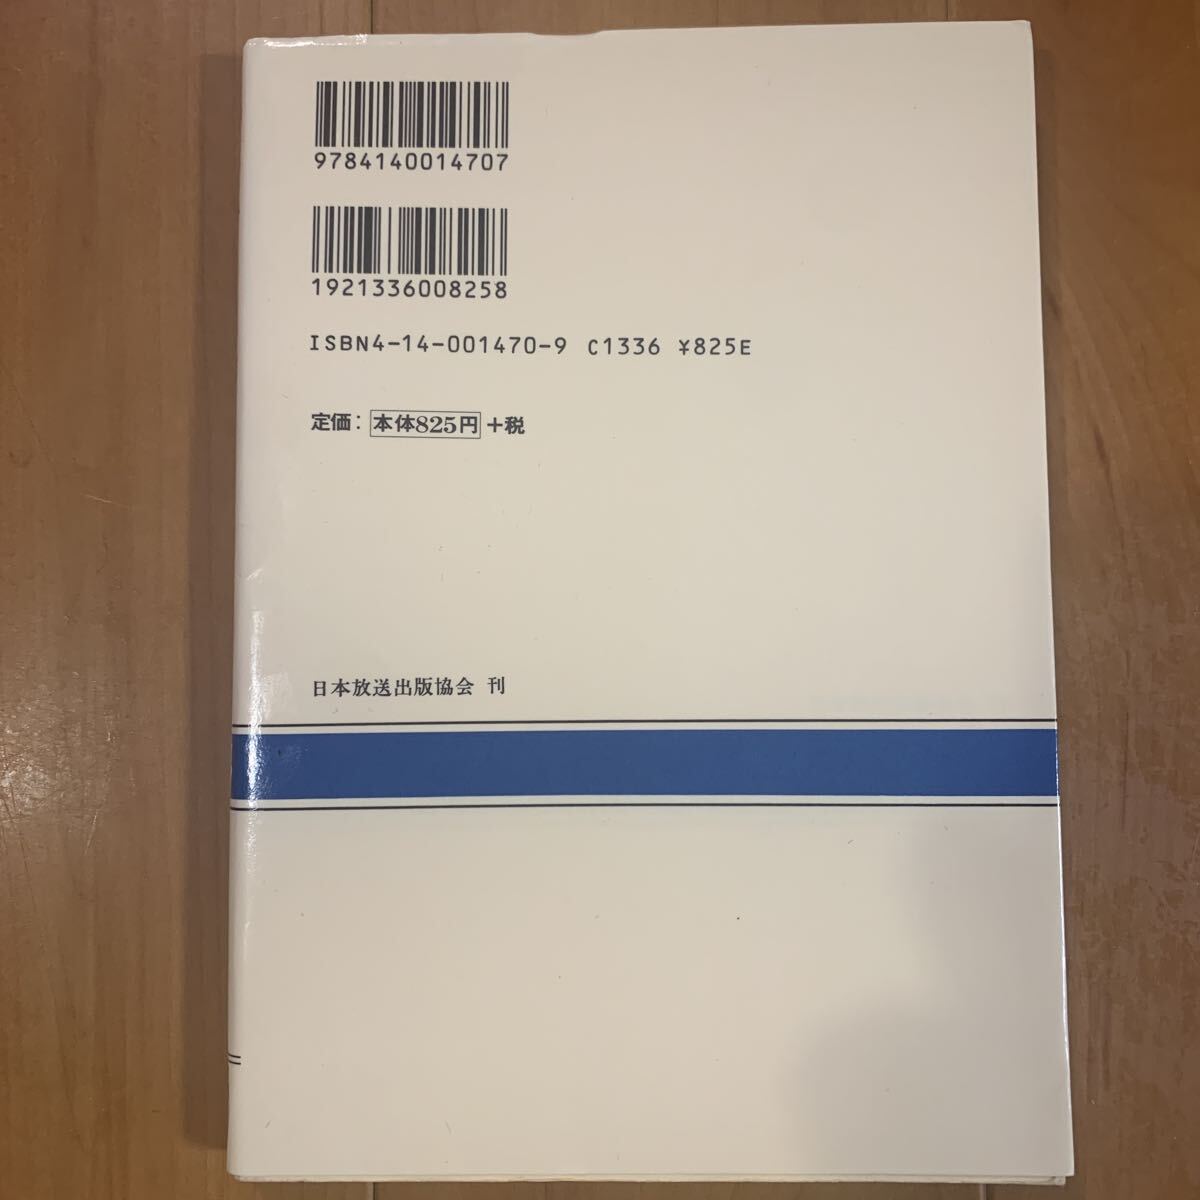 9784140014707
1921336008258
ISBN4-14-001470-9 C1336 ¥825E
定価：本体825円＋税
日本放送出版協会 刊